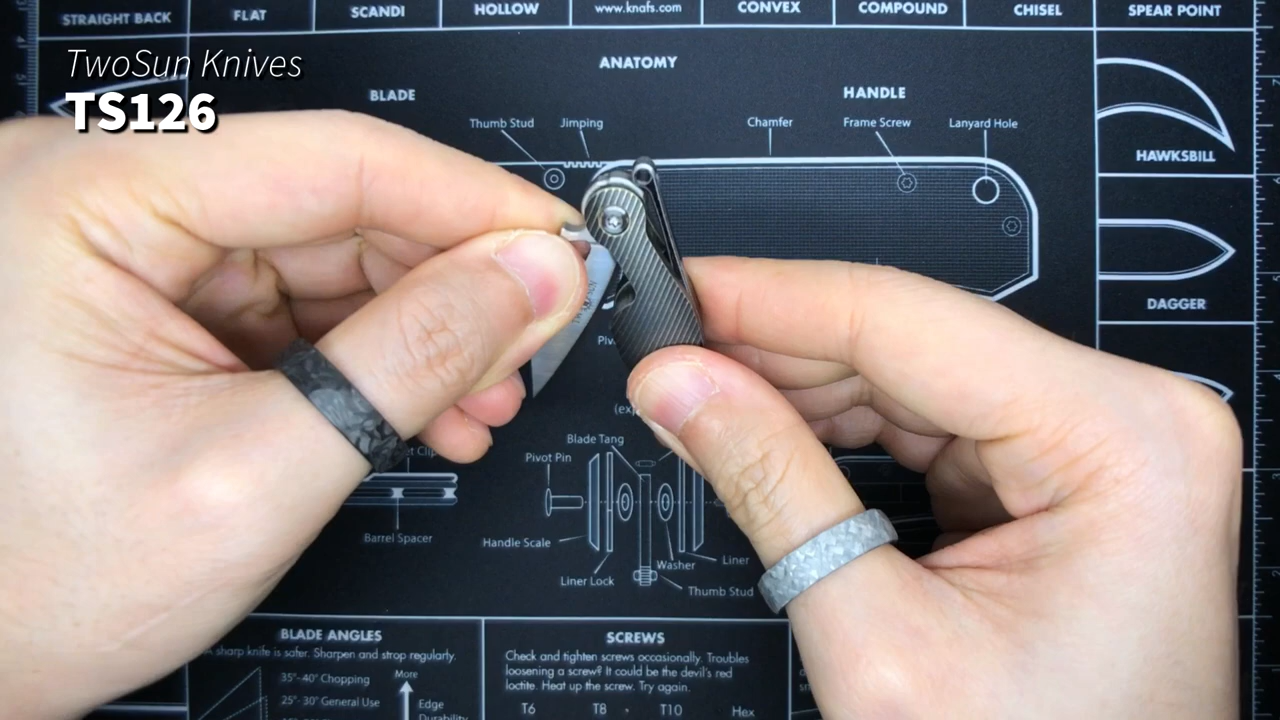 STRAIGHT BACK
FLAT
SCANDI
HOLLOW
www.knafs.com
CONVEX
COMPOUND
CHISEL
SPEAR POINT
TwoSun Knives
TS126
ANATOMY
BLADE
HANDLE
Thumb Stud
Jimping
Chamfer
Frame Screw
Lanyard Hole
HAWKSBILL
DAGGER
Blade Tang
Pivot Pin
Barrel Spacer
Handle Scale
Liner Lock
Washer
Liner
Thumb Stud
BLADE ANGLES
A sharp knife is safer. Sharpen and strop regularly.
35°- 40° Chopping
25°- 30° General Use
More
Edge
SCREWS
Check and tighten screws occasionally. Troubles
loosening a screw? It could be the devil's red
loctite. Heat up the screw. Try again.
T6
T8
T10
Hex